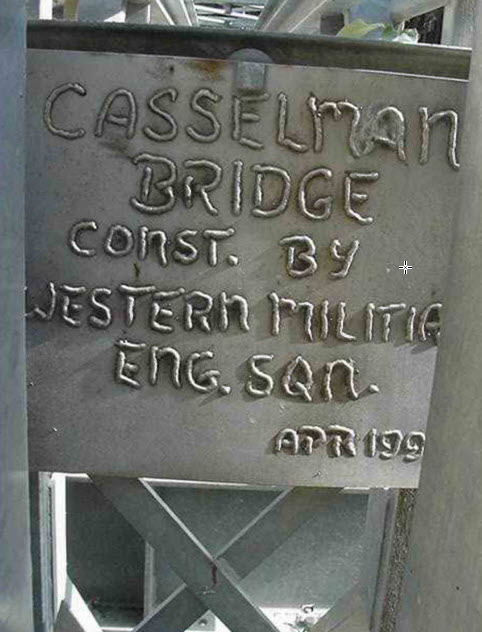 CASSELMAN
BRIDGE
CONST. BY
WESTERN MILITIA
ENG. SQN.
APR 199